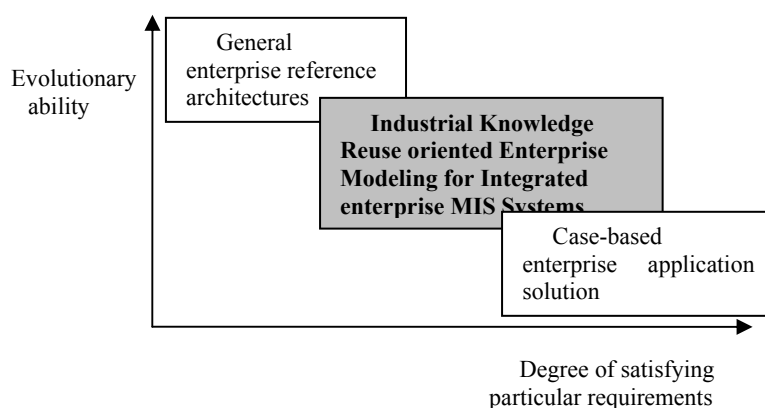 General
enterprise reference
architectures
Evolutionary
ability
Industrial Knowledge
Reuse oriented Enterprise
Modeling for Integrated
enterprise MIS Systems
Case-based
enterprise application
solution
Degree of satisfying
particular requirements